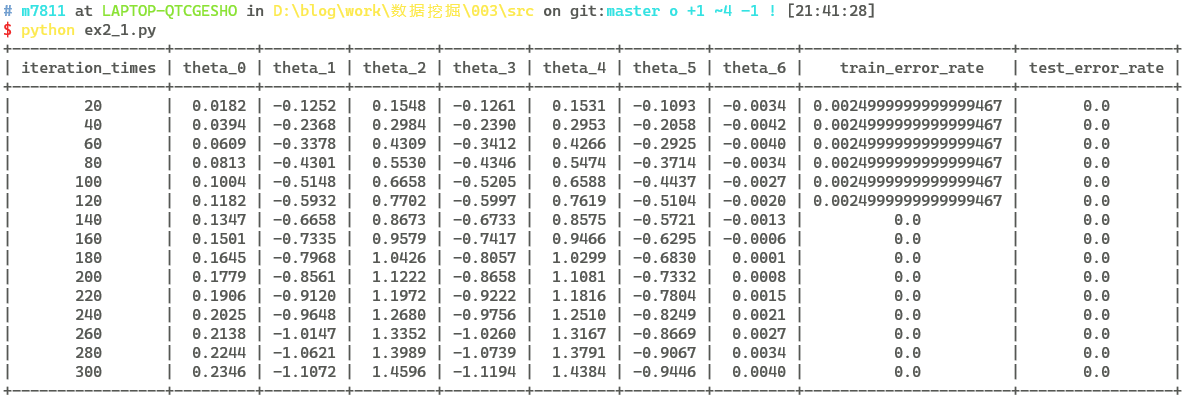 # m7811 at LAPTOP-QTCGESHO in D:\blog\work\数据挖掘\003\src on git:master o +1 ~4 -1 ! [21:41:28]
$ python ex2_1.py
+-----------------+---------+---------+---------+---------+---------+---------+---------+-----------------------+-----------------+
| iteration_times | theta_0 | theta_1 | theta_2 | theta_3 | theta_4 | theta_5 | theta_6 |    train_error_rate   | test_error_rate |
+-----------------+---------+---------+---------+---------+---------+---------+---------+-----------------------+-----------------+
|        20       |  0.0182 | -0.1252 |  0.1548 | -0.1261 |  0.1531 | -0.1093 | -0.0034 | 0.0024999999999999467 |       0.0       |
|        40       |  0.0394 | -0.2368 |  0.2984 | -0.2390 |  0.2953 | -0.2058 | -0.0042 | 0.0024999999999999467 |       0.0       |
|        60       |  0.0609 | -0.3378 |  0.4309 | -0.3412 |  0.4266 | -0.2925 | -0.0040 | 0.0024999999999999467 |       0.0       |
|        80       |  0.0813 | -0.4301 |  0.5530 | -0.4346 |  0.5474 | -0.3714 | -0.0034 | 0.0024999999999999467 |       0.0       |
|       100       |  0.1004 | -0.5148 |  0.6658 | -0.5205 |  0.6588 | -0.4437 | -0.0027 | 0.0024999999999999467 |       0.0       |
|       120       |  0.1182 | -0.5932 |  0.7702 | -0.5997 |  0.7619 | -0.5104 | -0.0020 | 0.0024999999999999467 |       0.0       |
|       140       |  0.1347 | -0.6658 |  0.8673 | -0.6733 |  0.8575 | -0.5721 | -0.0013 |          0.0          |       0.0       |
|       160       |  0.1501 | -0.7335 |  0.9579 | -0.7417 |  0.9466 | -0.6295 | -0.0006 |          0.0          |       0.0       |
|       180       |  0.1645 | -0.7968 |  1.0426 | -0.8057 |  1.0299 | -0.6830 |  0.0001 |          0.0          |       0.0       |
|       200       |  0.1779 | -0.8561 |  1.1222 | -0.8658 |  1.1081 | -0.7332 |  0.0008 |          0.0          |       0.0       |
|       220       |  0.1906 | -0.9120 |  1.1972 | -0.9222 |  1.1816 | -0.7804 |  0.0015 |          0.0          |       0.0       |
|       240       |  0.2025 | -0.9648 |  1.2680 | -0.9756 |  1.2510 | -0.8249 |  0.0021 |          0.0          |       0.0       |
|       260       |  0.2138 | -1.0147 |  1.3352 | -1.0260 |  1.3167 | -0.8669 |  0.0027 |          0.0          |       0.0       |
|       280       |  0.2244 | -1.0621 |  1.3989 | -1.0739 |  1.3791 | -0.9067 |  0.0034 |          0.0          |       0.0       |
|       300       |  0.2346 | -1.1072 |  1.4596 | -1.1194 |  1.4384 | -0.9446 |  0.0040 |          0.0          |       0.0       |
+-----------------+---------+---------+---------+---------+---------+---------+---------+-----------------------+-----------------+